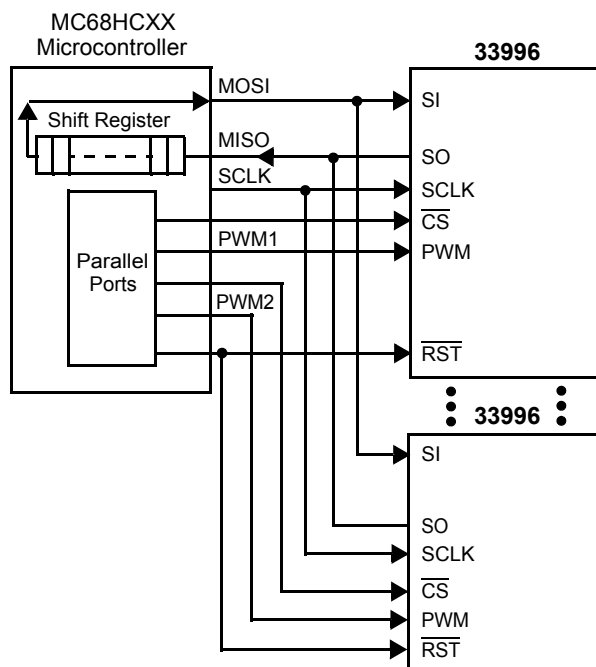 MC68HCXX
Microcontroller
33996
MOSI
SI
Shift Register
MISO
SO
SCLK
SCLK
CS
PWM1
PWM
Parallel
Ports
PWM2
RST
33996
SI
SO
SCLK
CS
PWM
RST